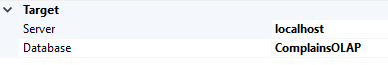 Target
Server localhost
Database ComplainsOLAP